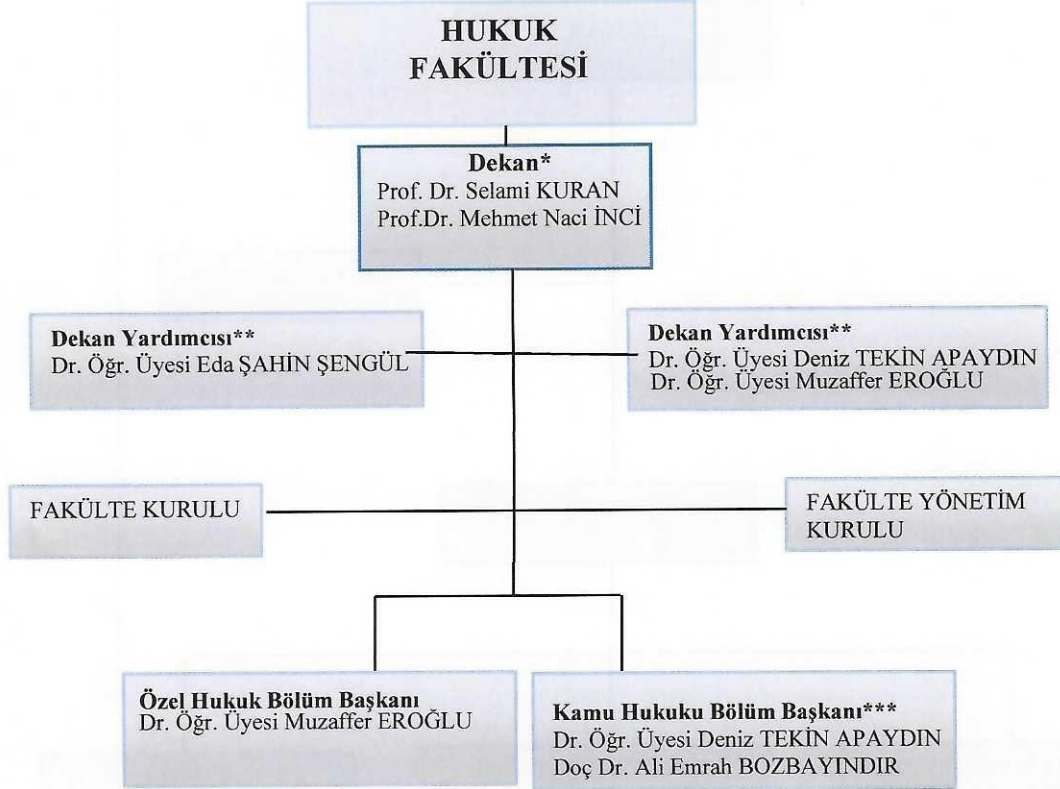 HUKUK
FAKÜLTESİ
Dekan*
Prof. Dr. Selami KURAN
Prof.Dr. Mehmet Naci İNCİ
Dekan Yardımcısı**
Dr. Öğr. Üyesi Eda ŞAHİN ŞENGÜL
Dekan Yardımcısı**
Dr. Öğr. Üyesi Deniz TEKİN APAYDIN
Dr. Öğr. Üyesi Muzaffer EROĞLU
FAKÜLTE KURULU
FAKÜLTE YÖNETİM
KURULU
Özel Hukuk Bölüm Başkanı
Dr. Öğr. Üyesi Muzaffer EROĞLU
Kamu Hukuku Bölüm Başkanı***
Dr. Öğr. Üyesi Deniz TEKİN APAYDIN
Doç Dr. Ali Emrah BOZBAYINDIR